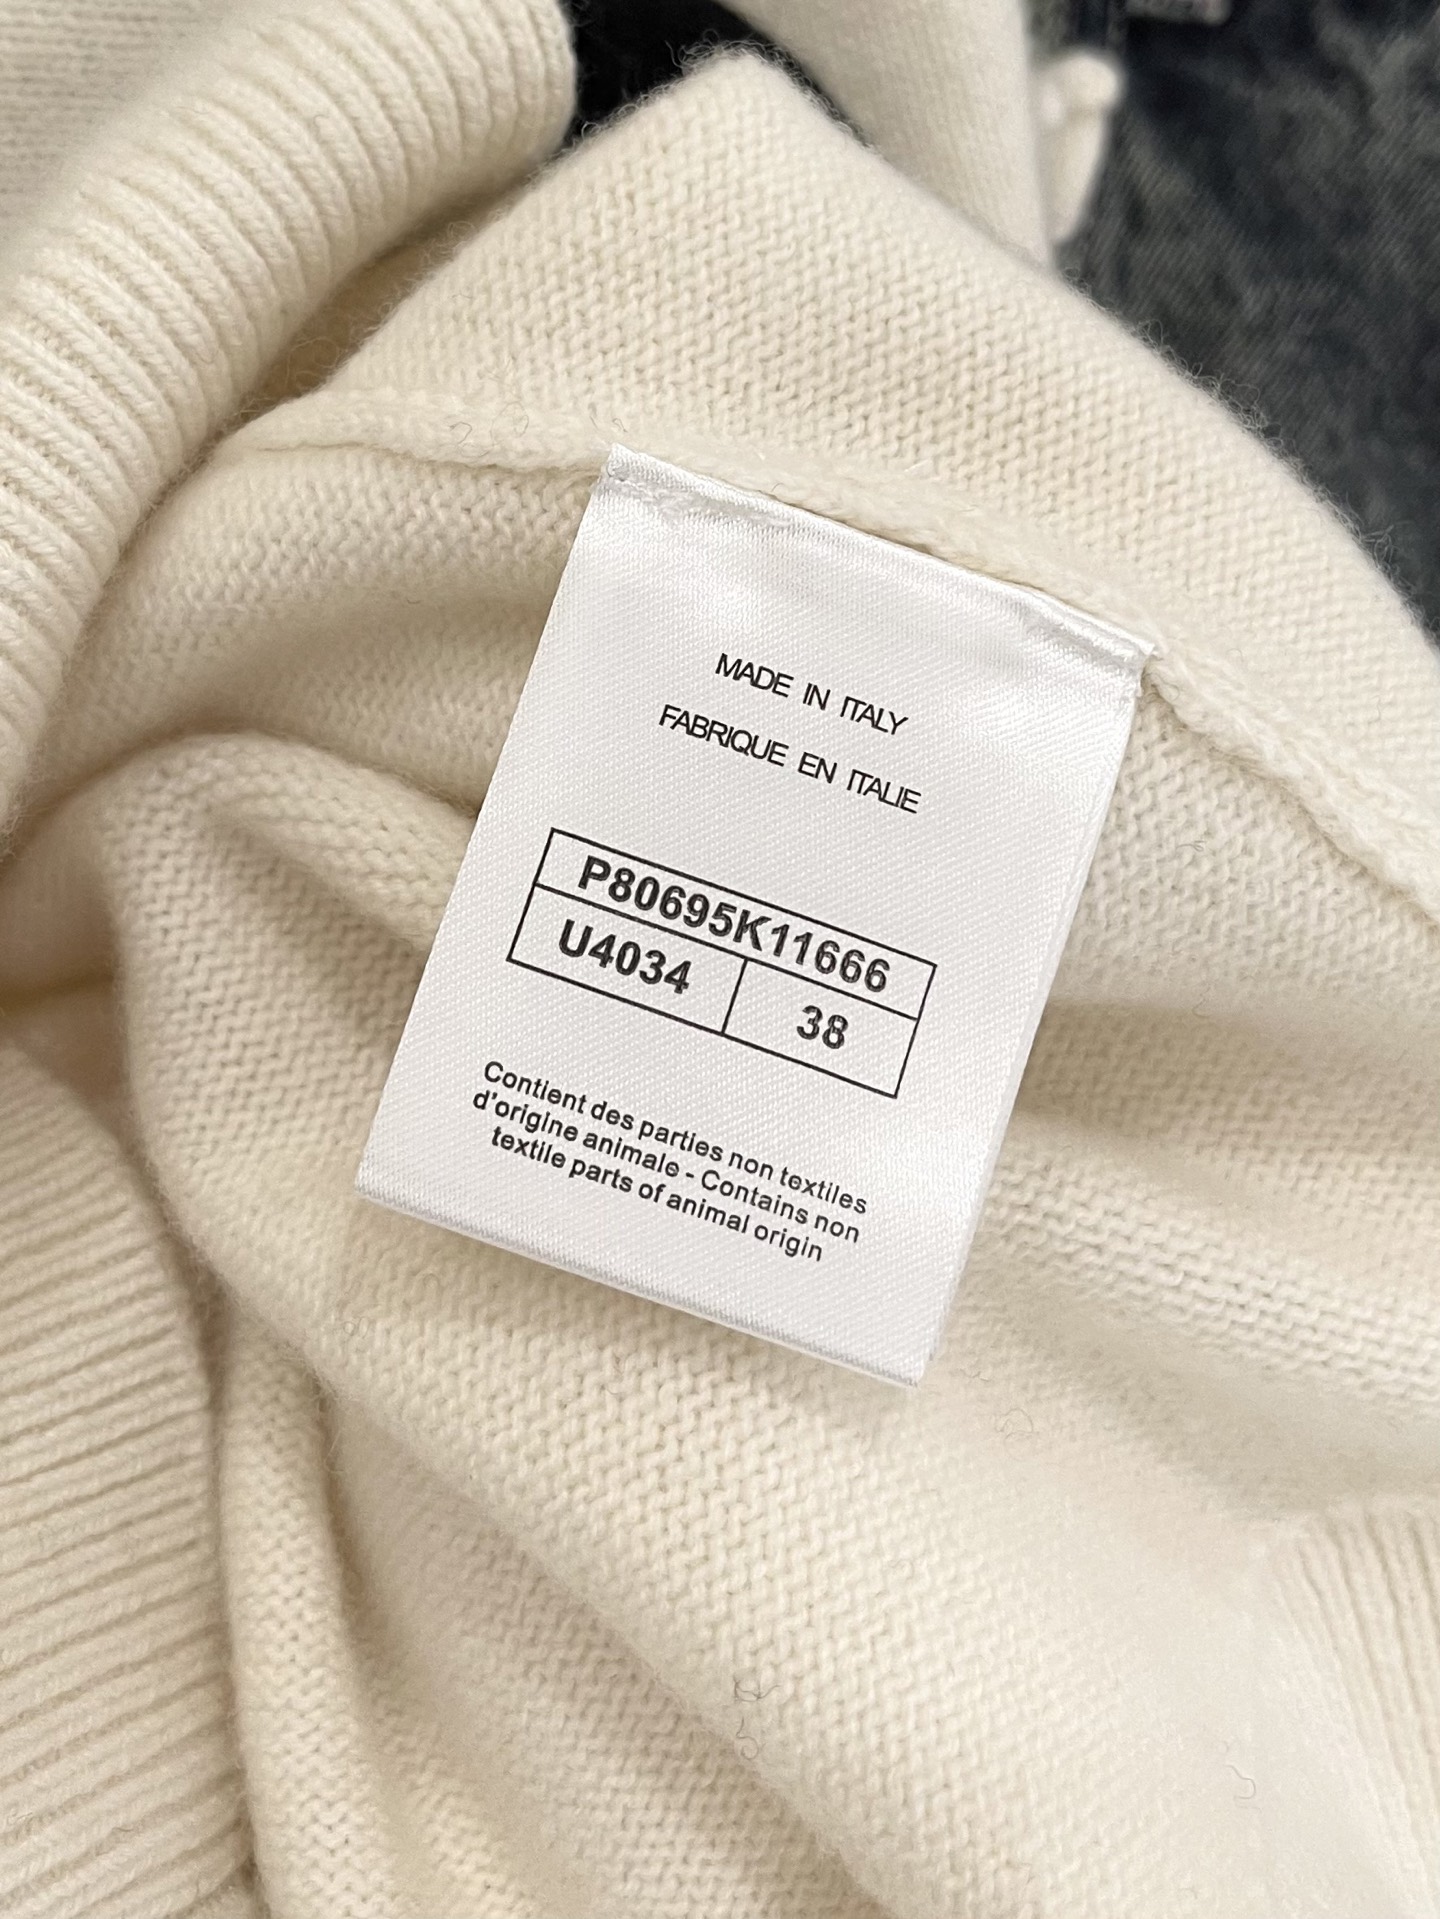 MADE IN ITALY
FABRIQUE EN ITALIE
P80695K11666
U4034 38
Contient des parties non textiles
d'origine animale - Contains non
textile parts of animal origin